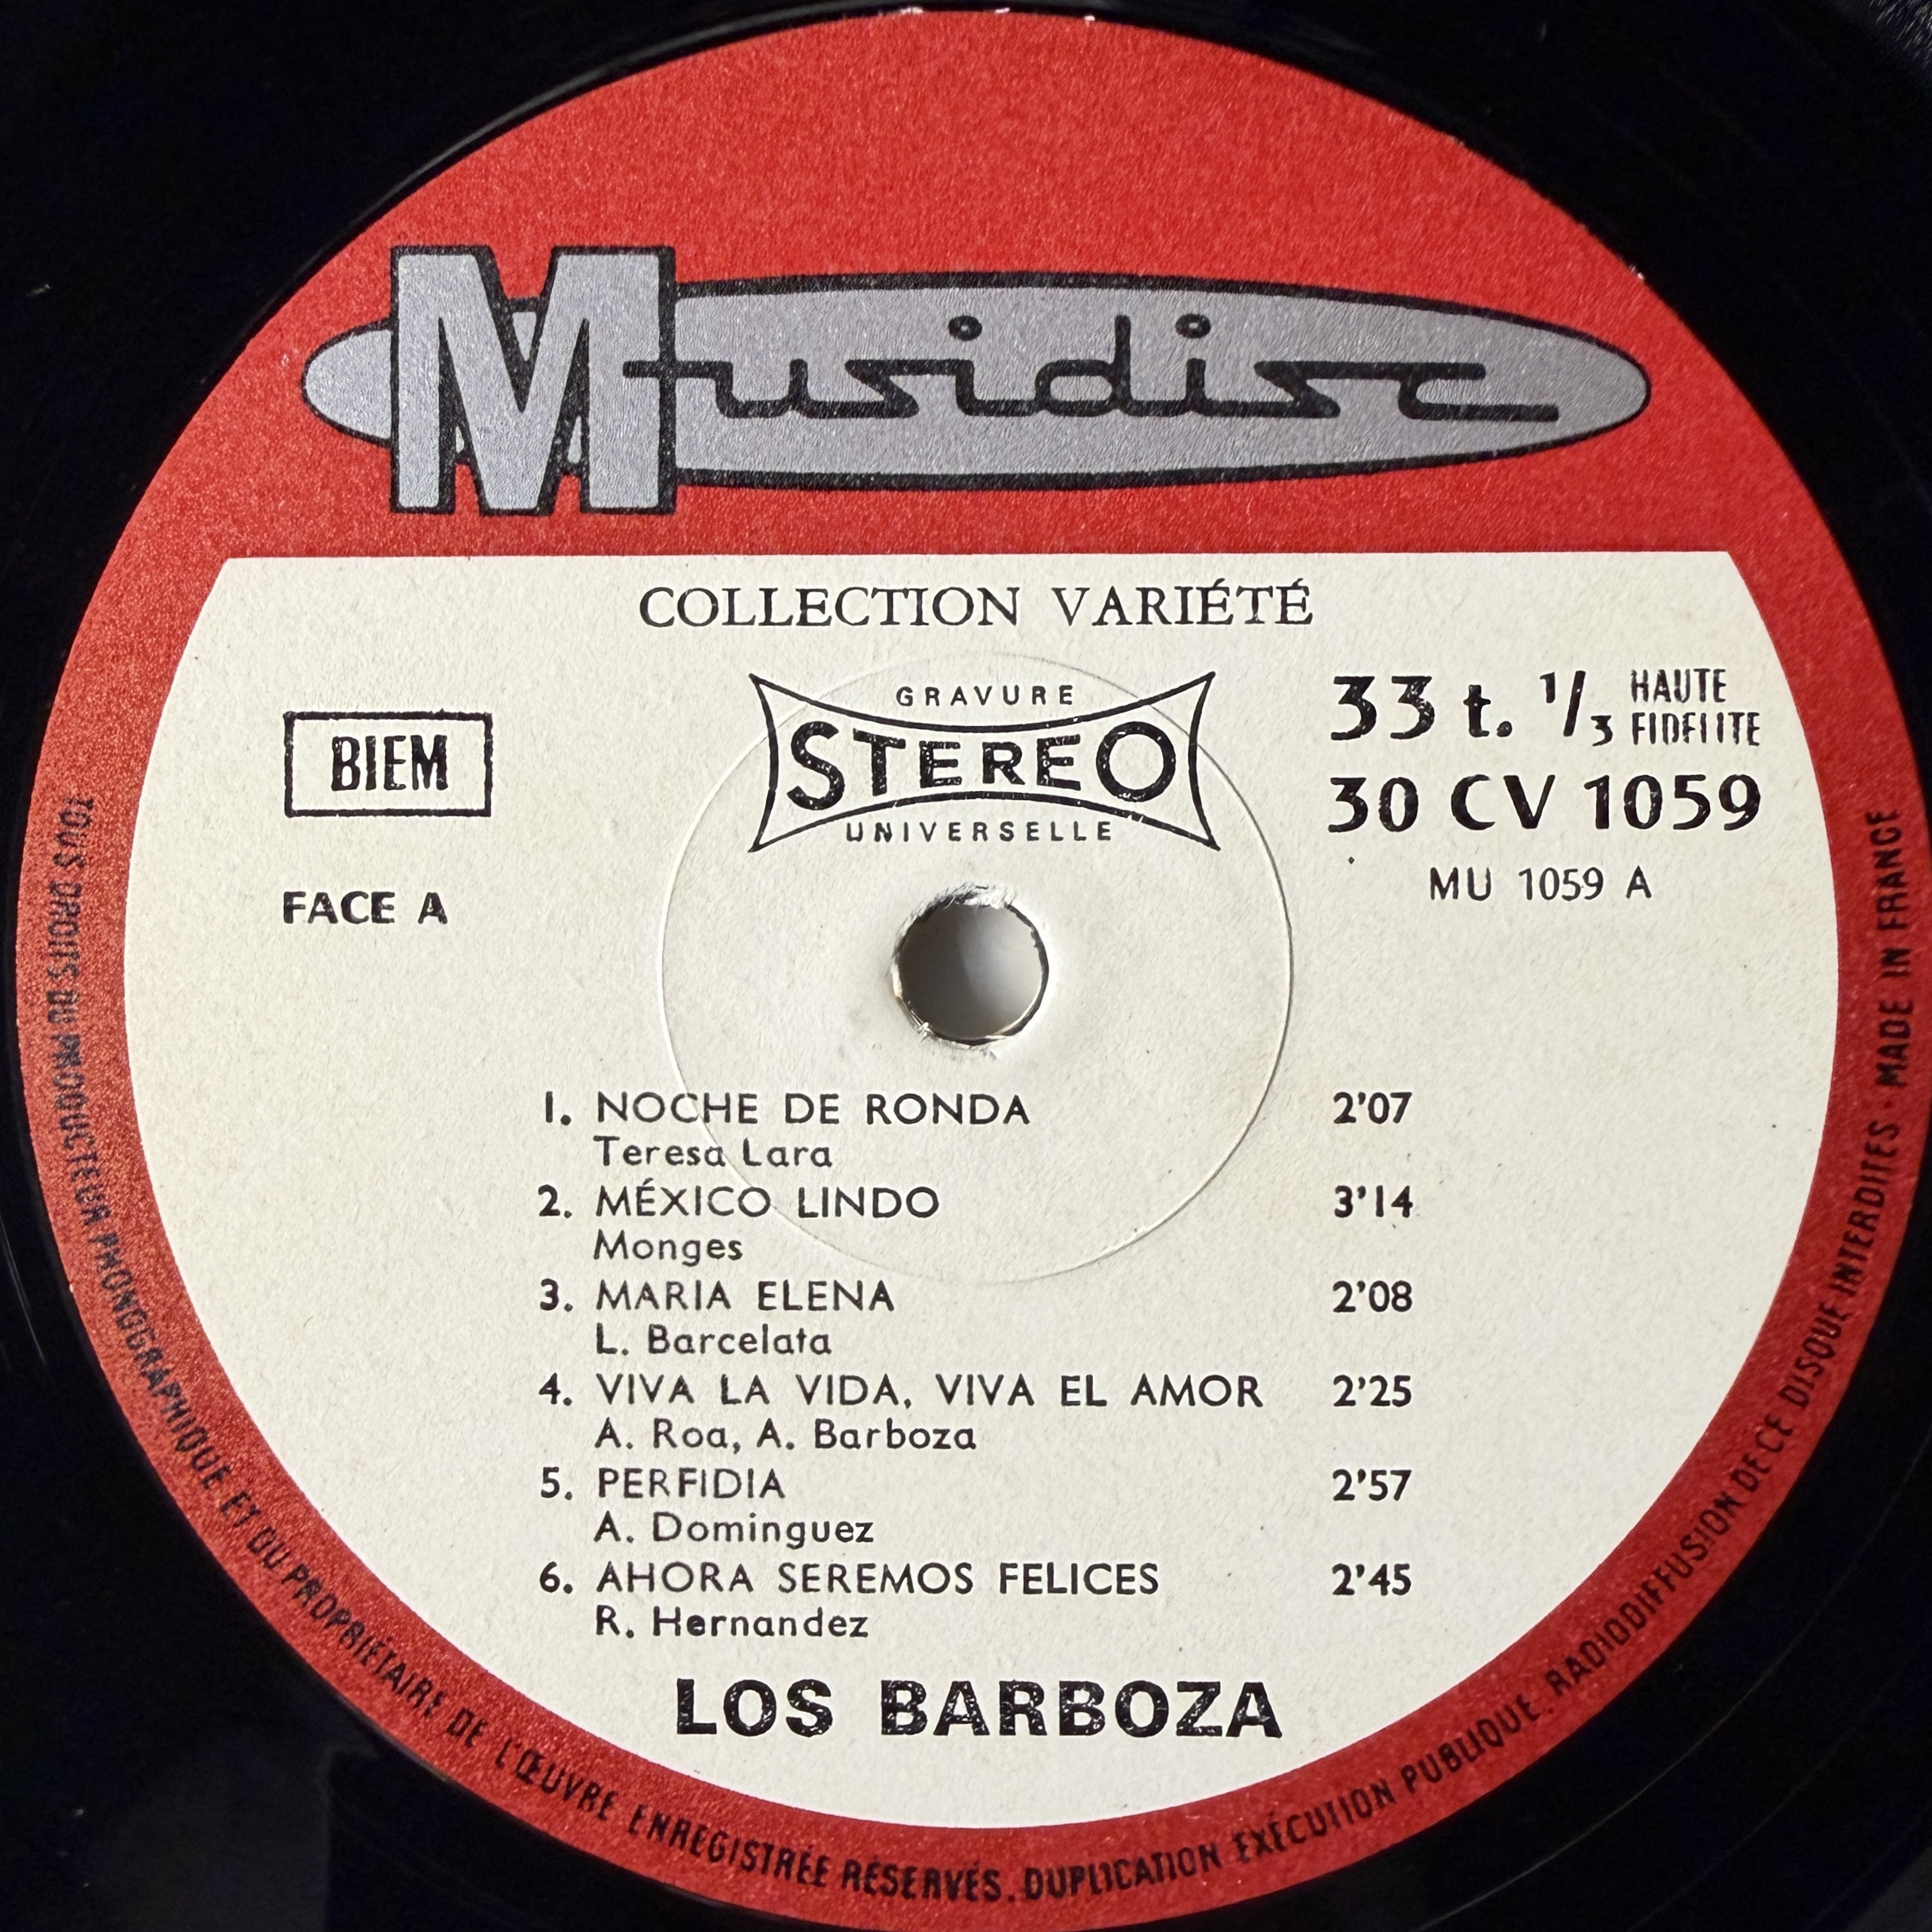 Musidisc
COLLECTION VARIÉTÉ
BIEM
GRAVURE
STEREO
UNIVERSELLE
33 t. 1/3 HAUTE FIDELITE
30 CV 1059
MU 1059 A
FACE A
1. NOCHE DE RONDA 2'07
Teresa Lara
2. MÉXICO LINDO 3'14
Monges
3. MARIA ELENA 2'08
L. Barcelata
4. VIVA LA VIDA, VIVA EL AMOR 2'25
A. Roa, A. Barboza
5. PERFIDIA 2'57
A. Dominguez
6. AHORA SEREMOS FELICES 2'45
R. Hernandez
LOS BARBOZA
TOUS DROITS DU PRODUCTEUR PHONOGRAPHIQUE ET DU PROPRIÉTAIRE DE L'ŒUVRE ENREGISTRÉE RÉSERVÉS. DUPLICATION EXÉCUTION PUBLIQUE. RADIODIFFUSION DE CE DISQUE INTERDITES · MADE IN FRANCE